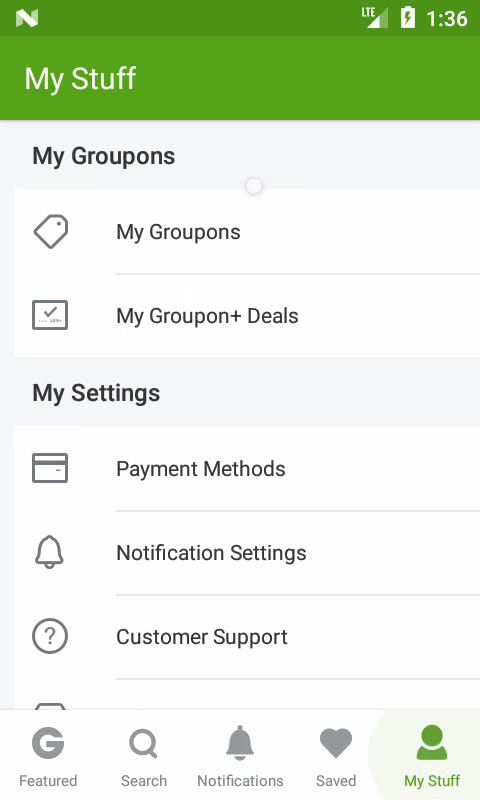 LTE 1:36
My Stuff
My Groupons
My Groupons
My Groupon+ Deals
My Settings
Payment Methods
Notification Settings
Customer Support
Featured Search Notifications Saved My Stuff